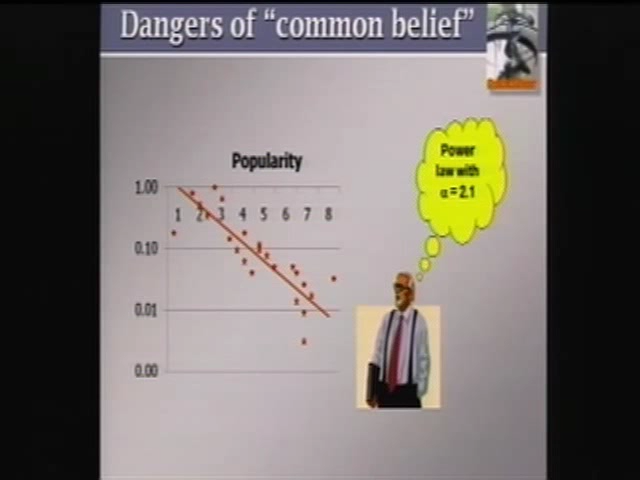 Dangers of “common belief”
Popularity
Power
law with
α = 2.1
1.00
1 2 3 4 5 6 7 8
0.10
0.01
0.00